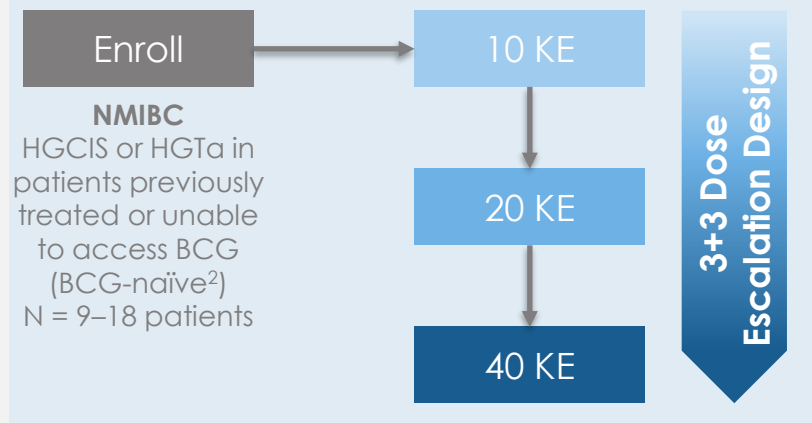 Enroll
10 KE
NMIBC
HGCIS or HGTa in
patients previously
treated or unable
to access BCG
(BCG-naïve²)
N = 9–18 patients
20 KE
40 KE
3+3 Dose
Escalation Design